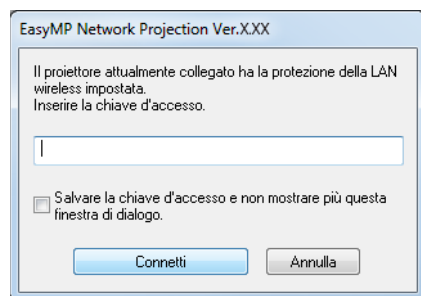 EasyMP Network Projection Ver.X.XX
Il proiettore attualmente collegato ha la protezione della LAN
wireless impostata.
Inserire la chiave d'accesso.
Salvare la chiave d'accesso e non mostrare più questa
finestra di dialogo.
Connetti Annulla